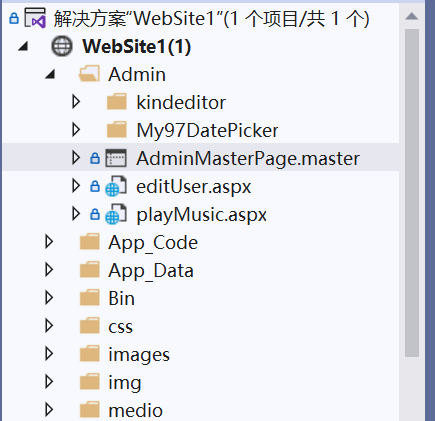 解决方案“WebSite1”(1 个项目/共 1 个)
WebSite1(1)
Admin
kindeditor
My97DatePicker
AdminMasterPage.master
editUser.aspx
playMusic.aspx
App_Code
App_Data
Bin
css
images
img
medio